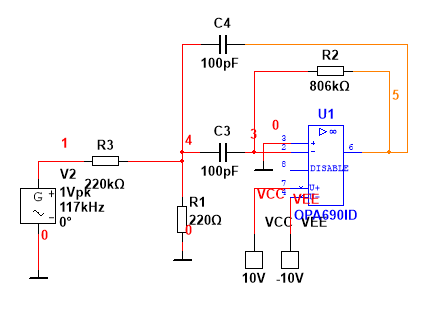 C4
100pF
R2
806kΩ
5
U1
0
1
R3
220kΩ
4
C3
100pF
3
3
2
8
7
4
6
+
-
▷∞
DISABLE
U+
OPA690ID
V2
1Vpk
117kHz
0°
G
+
~
-
0
R1
220Ω
0
VCC
VEE
VCC
VEE
10V
-10V